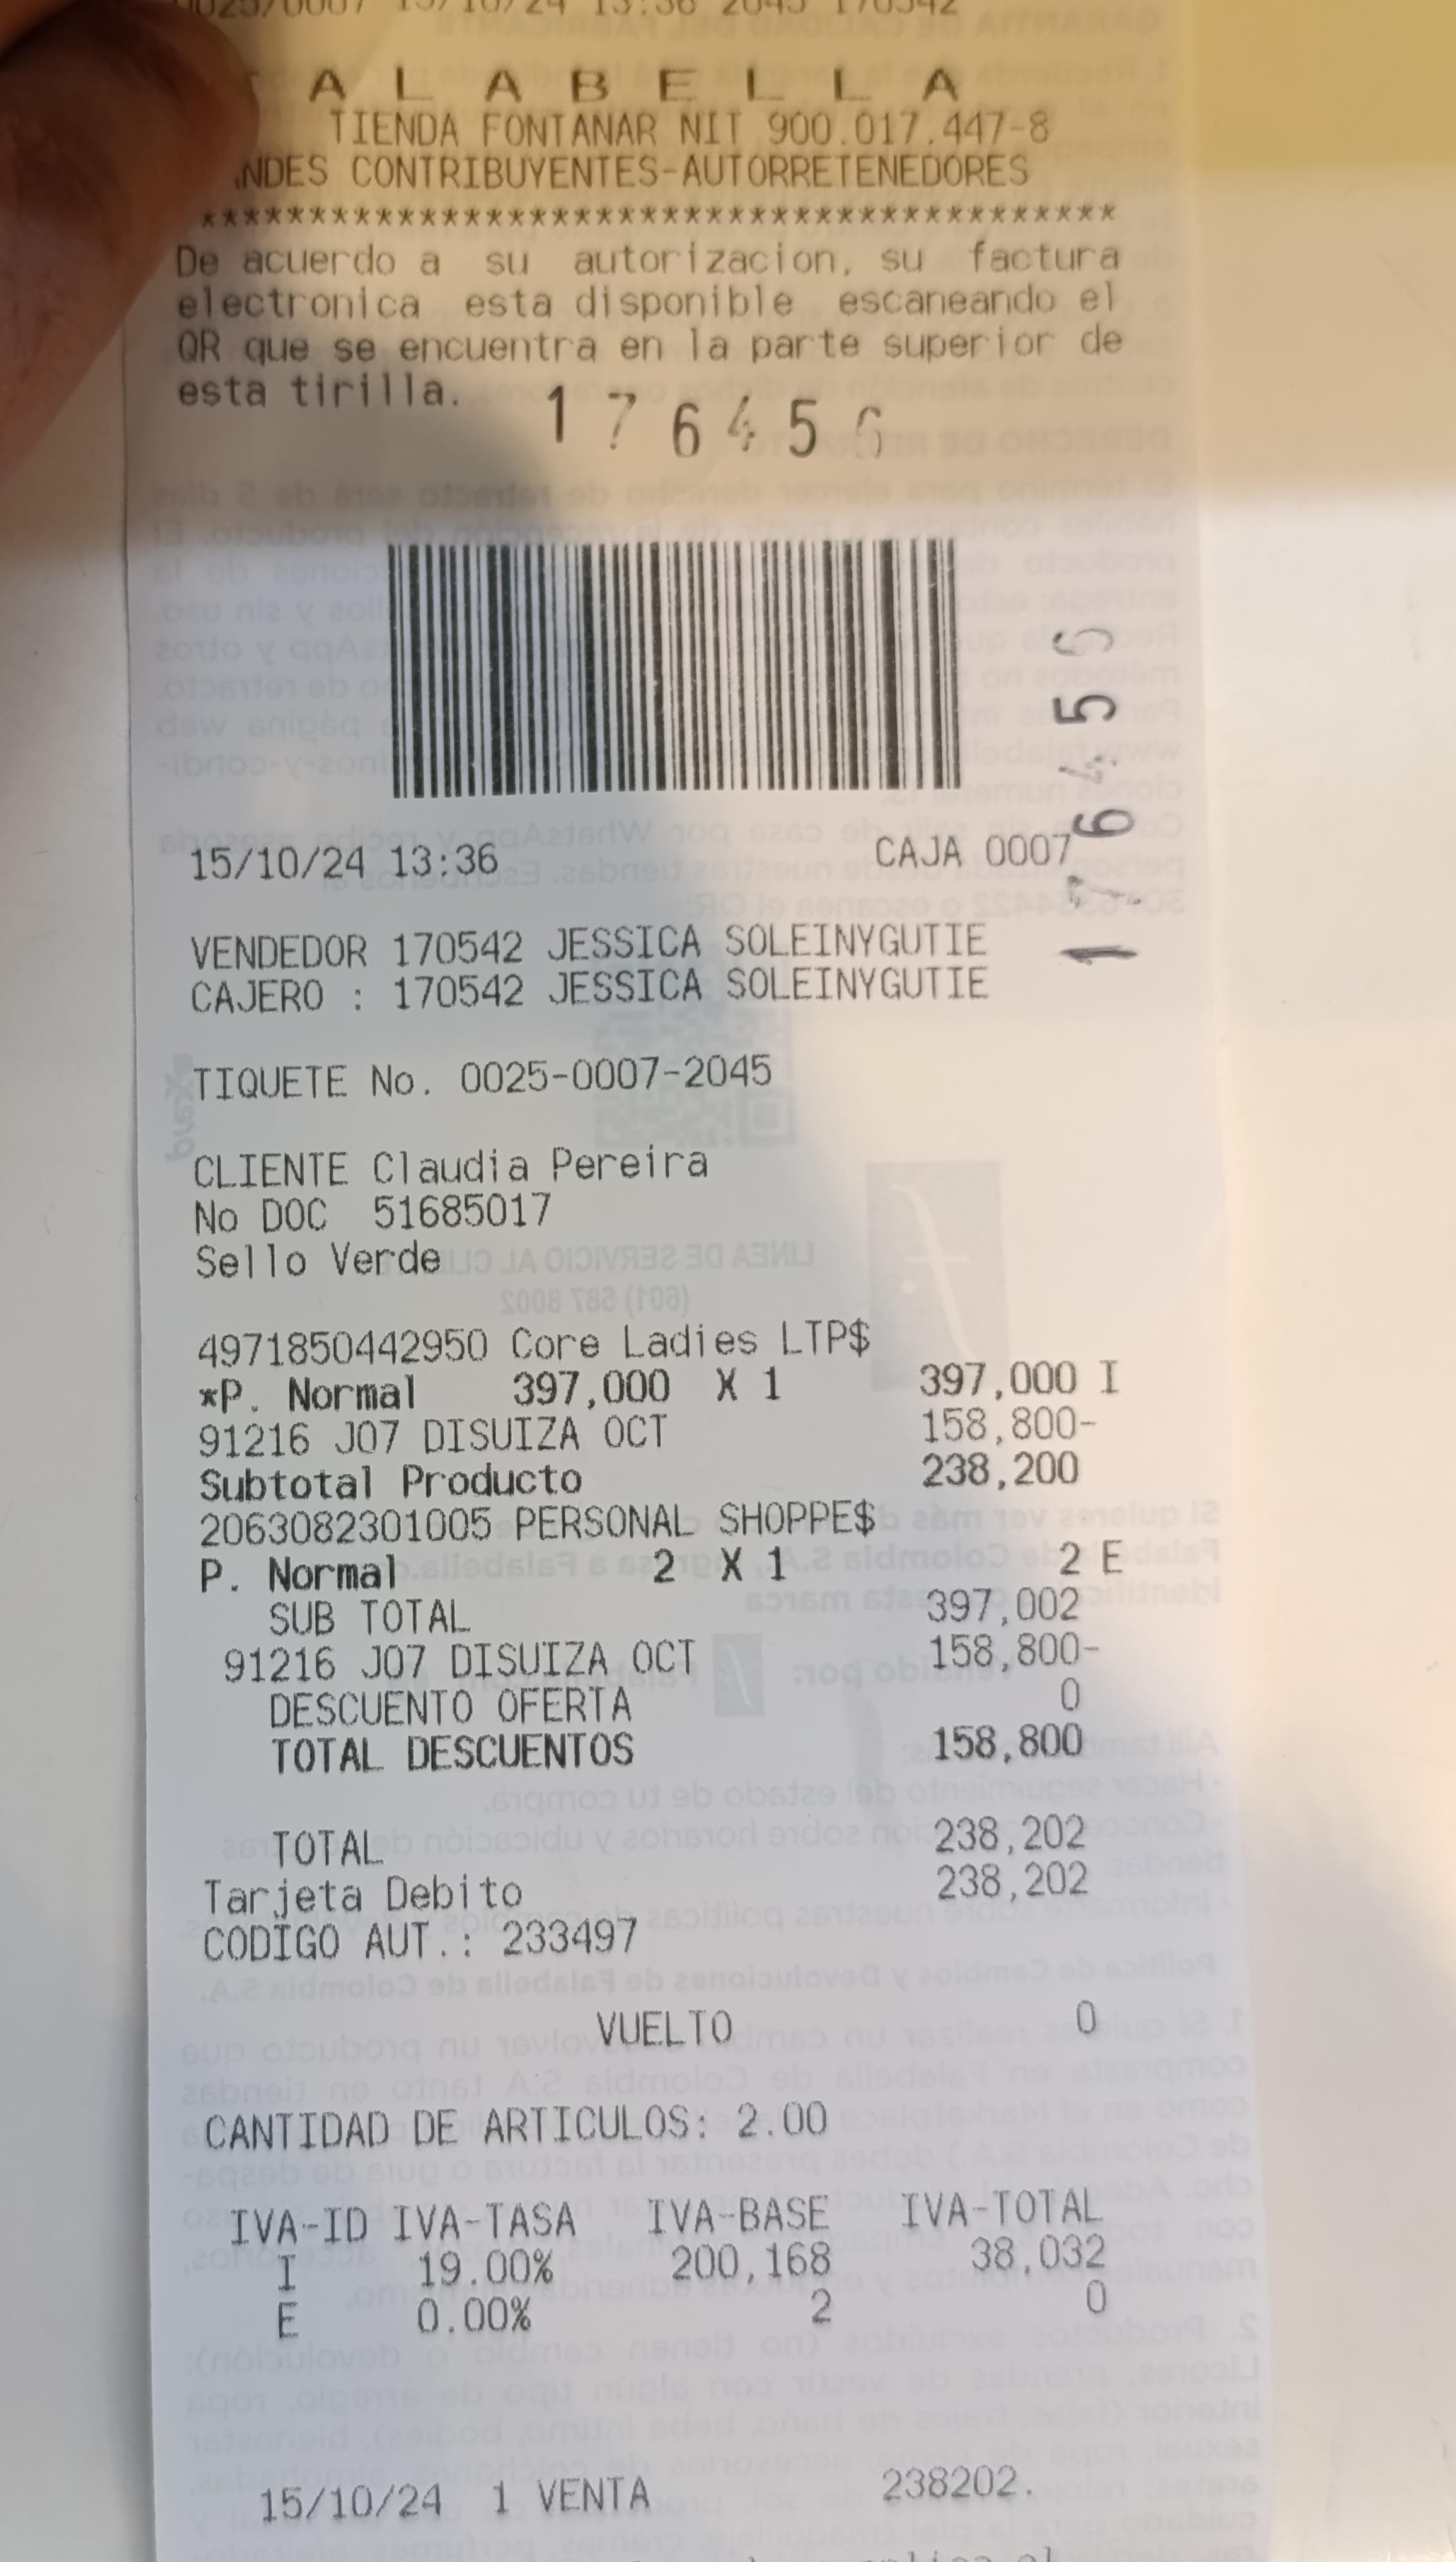 A L A B E L L A
TIENDA FONTANAR NIT 900.017.447-8
NDES CONTRIBUYENTES-AUTORRETENEDORES
******************************************
De acuerdo a su autorizacion, su factura
electronica esta disponible escaneando el
QR que se encuentra en la parte superior de
esta tirilla.
176456
176456
15/10/24 13:36 CAJA 0007
VENDEDOR 170542 JESSICA SOLEINYGUTIE
CAJERO : 170542 JESSICA SOLEINYGUTIE
TIQUETE No. 0025-0007-2045
CLIENTE Claudia Pereira
No DOC 51685017
Sello Verde
4971850442950 Core Ladies LTP$
*P. Normal 397,000 X 1 397,000 I
91216 J07 DISUIZA OCT 158,800-
Subtotal Producto 238,200
2063082301005 PERSONAL SHOPPE$
P. Normal 2 X 1 2 E
SUB TOTAL 397,002
91216 J07 DISUIZA OCT 158,800-
DESCUENTO OFERTA 0
TOTAL DESCUENTOS 158,800
TOTAL 238,202
Tarjeta Debito 238,202
CODIGO AUT.: 233497
VUELTO 0
CANTIDAD DE ARTICULOS: 2.00
IVA-ID IVA-TASA IVA-BASE IVA-TOTAL
I 19.00% 200,168 38,032
E 0.00% 2 0
15/10/24 1 VENTA 238202.